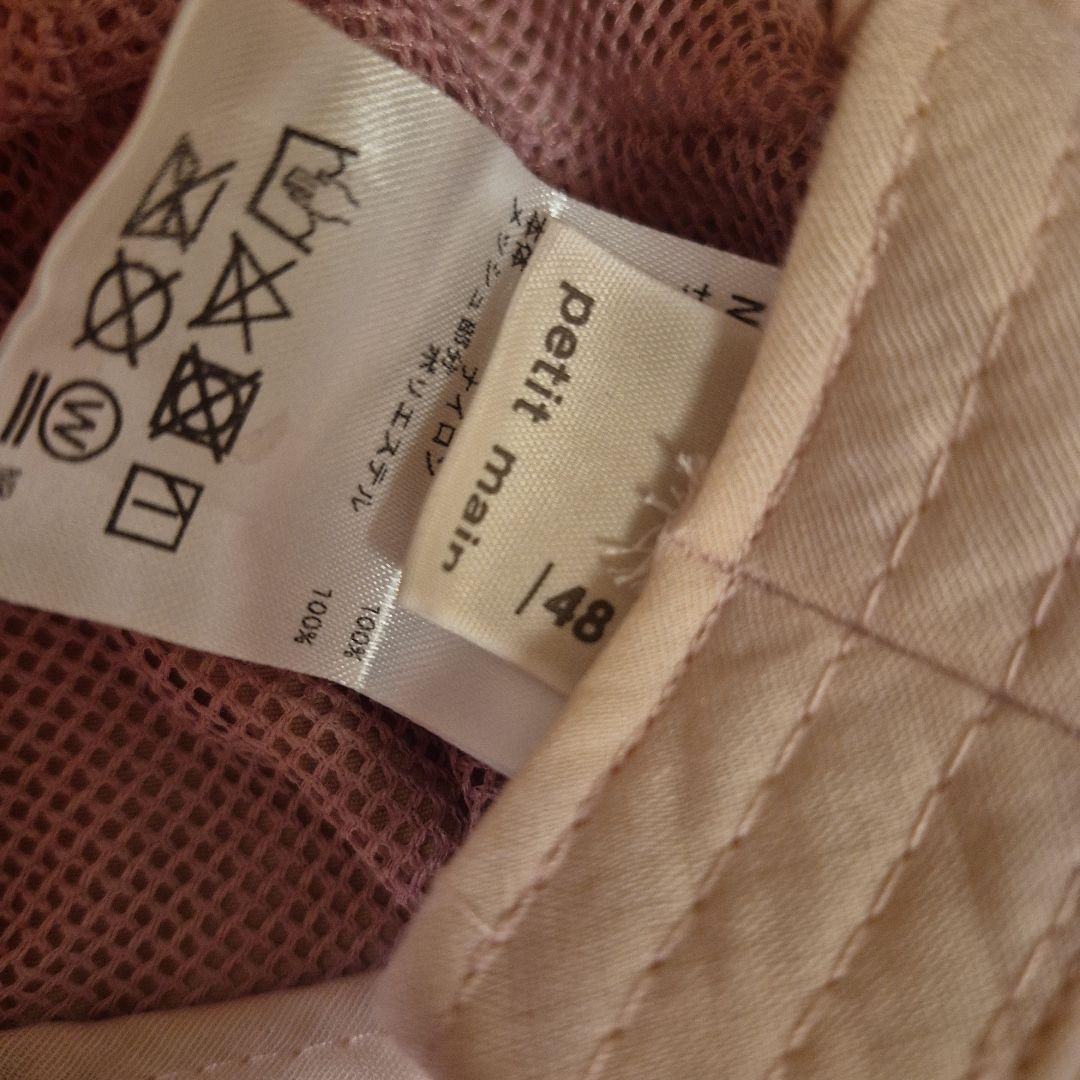 petit main
48
本体 ナイロン 100%
メッシュ部分 ポリエステル 100%
W